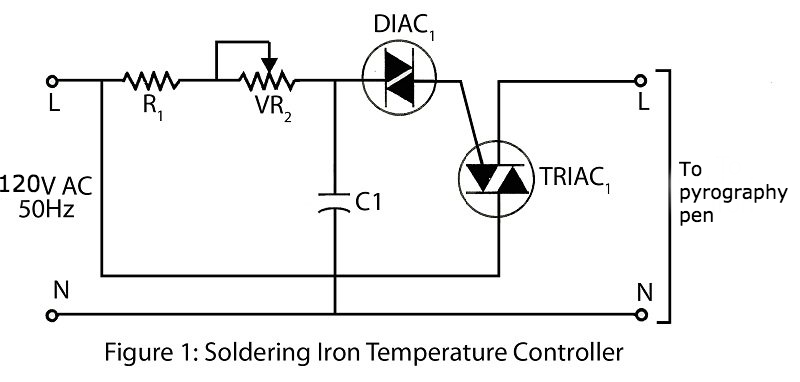 DIAC1
L
R1
VR2
L
120V AC
50Hz
C1
TRIAC1
To
pyrography
pen
N
N
Figure 1: Soldering Iron Temperature Controller